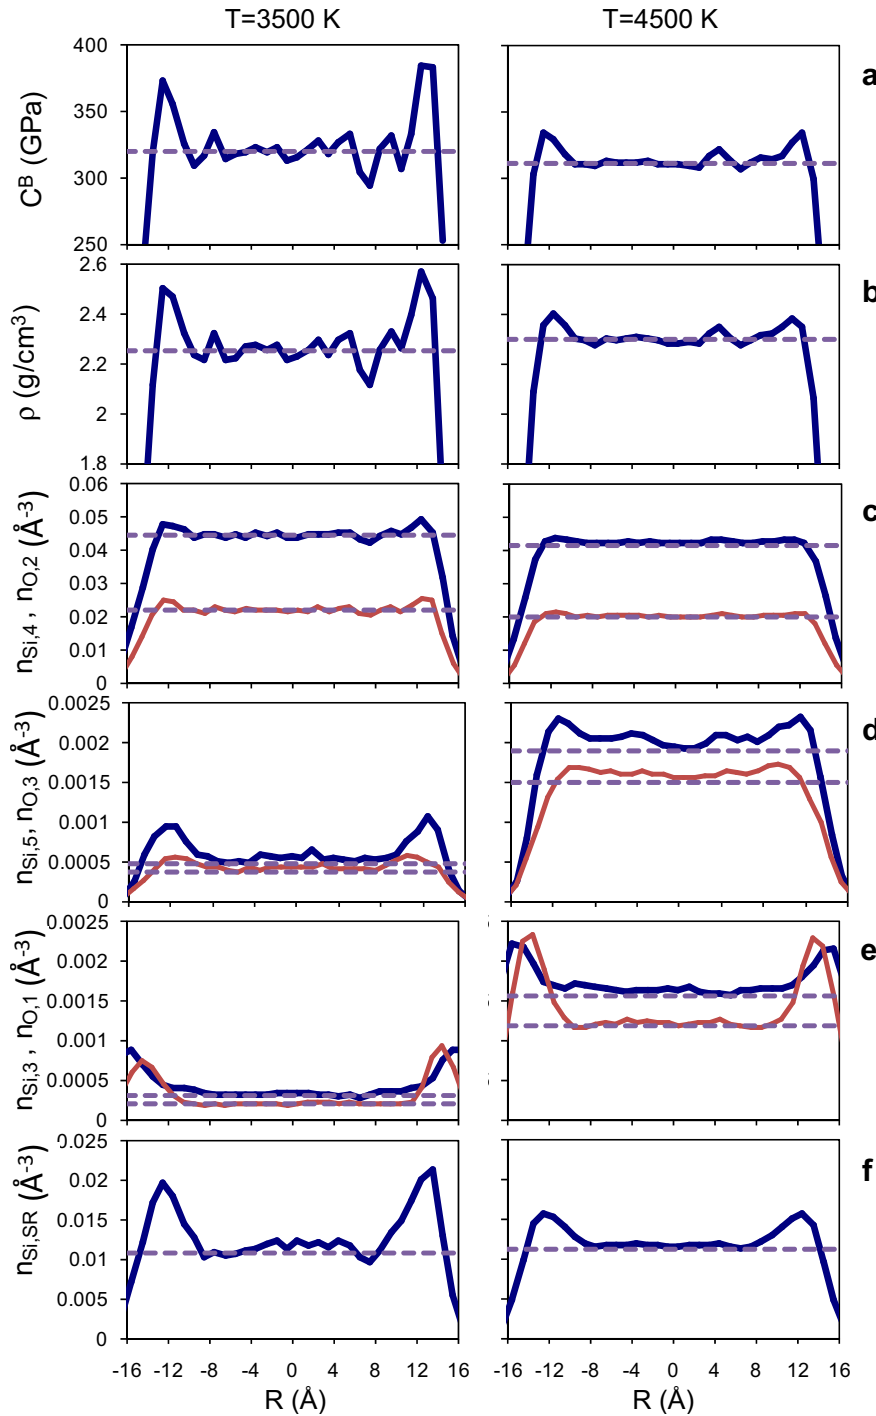 T=3500 K T=4500 K
a
C^B (GPa)
400
350
300
250
b
ρ (g/cm³)
2.6
2.4
2.2
2
1.8
c
n_Si,4 , n_O,2 (Å⁻³)
0.06
0.05
0.04
0.03
0.02
0.01
0
d
n_Si,5, n_O,3 (Å⁻³)
0.0025
0.002
0.0015
0.001
0.0005
0
e
n_Si,3 , n_O,1 (Å⁻³)
0.0025
0.002
0.0015
0.001
0.0005
0
f
n_Si,SR (Å⁻³)
0.025
0.02
0.015
0.01
0.005
0
-16 -12 -8 -4 0 4 8 12 16 -16 -12 -8 -4 0 4 8 12 16
R (Å) R (Å)